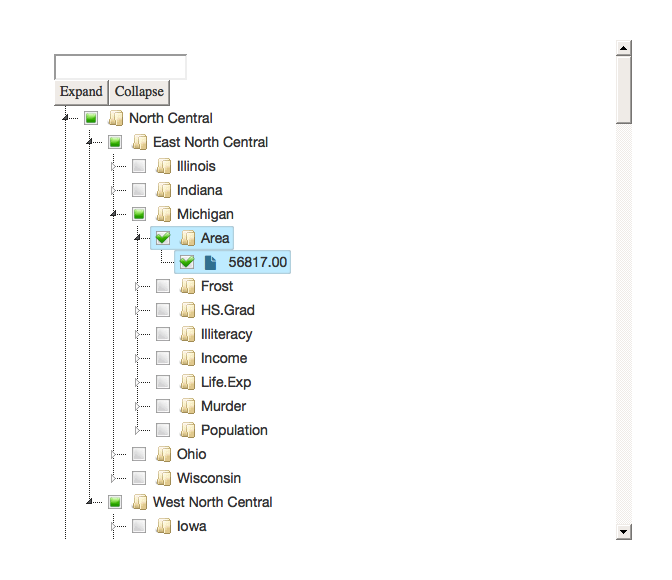 Expand Collapse
North Central
East North Central
Illinois
Indiana
Michigan
Area
56817.00
Frost
HS.Grad
Illiteracy
Income
Life.Exp
Murder
Population
Ohio
Wisconsin
West North Central
Iowa